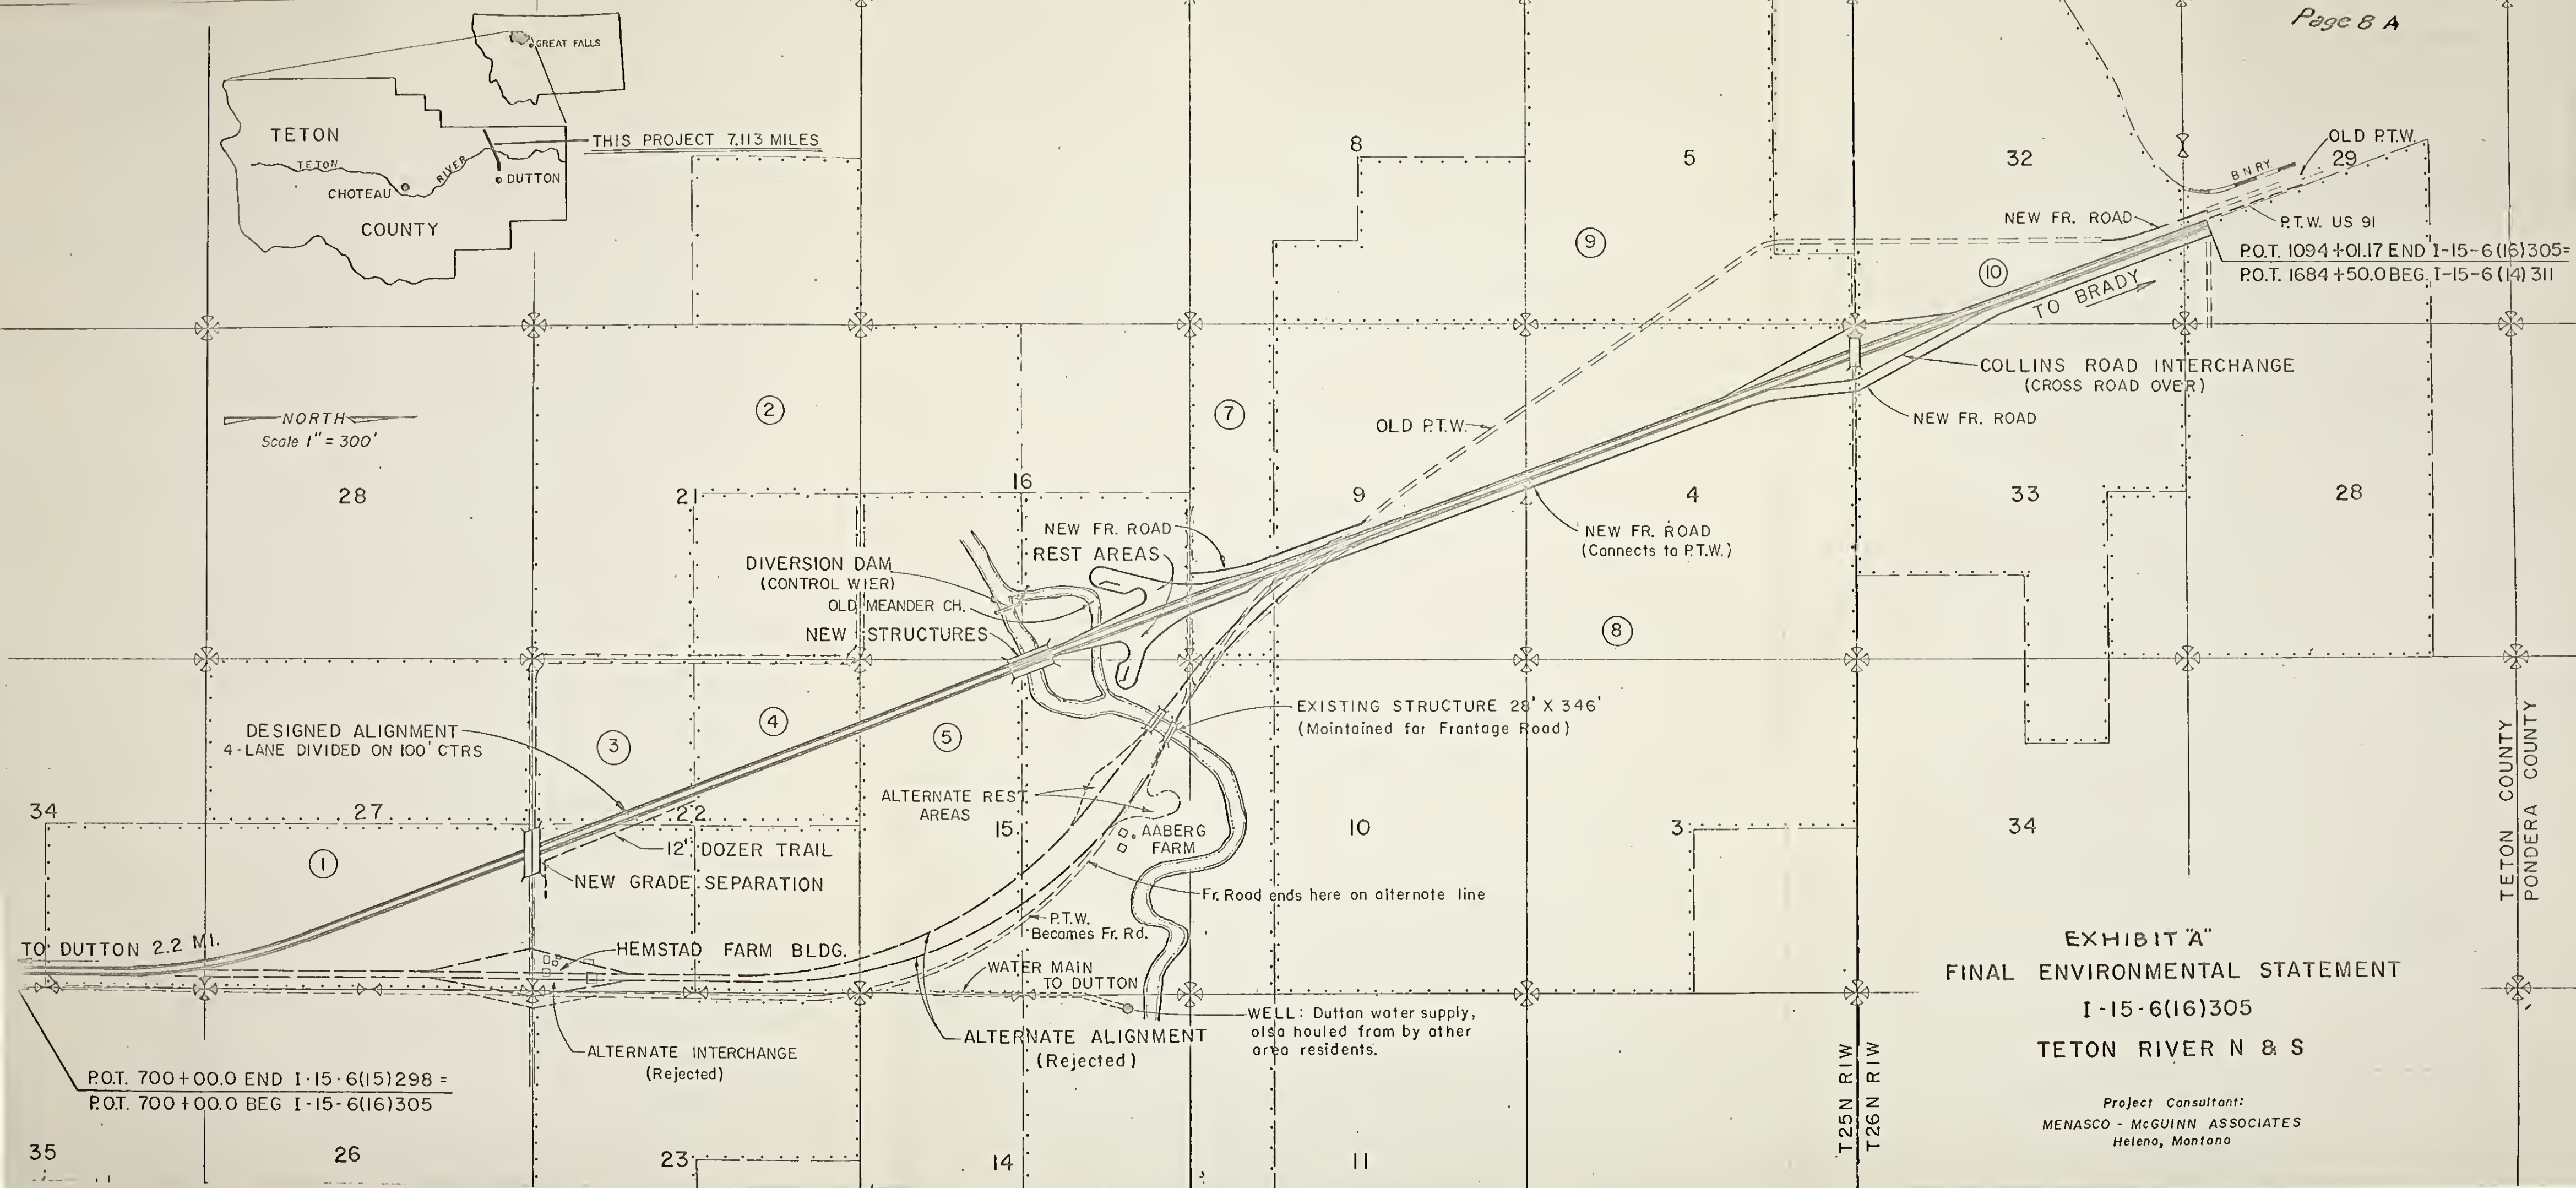 Page 8 A
GREAT FALLS
TETON
TETON
RIVER
CHOTEAU
DUTTON
COUNTY
THIS PROJECT 7.113 MILES
NORTH
Scale 1" = 300'
8
5
32
29
OLD P.T.W.
B N RY.
NEW FR. ROAD
P.T.W. US 91
P.O.T. 1094+01.17 END I-15-6(16)305=
P.O.T. 1684+50.0 BEG. I-15-6(14)311
9
10
TO BRADY
COLLINS ROAD INTERCHANGE
(CROSS ROAD OVER)
NEW FR. ROAD
2
7
OLD P.T.W.
28
21
16
9
4
33
28
NEW FR. ROAD
REST AREAS
NEW FR. ROAD
(Connects to P.T.W.)
DIVERSION DAM
(CONTROL WIER)
OLD MEANDER CH.
NEW STRUCTURES
8
EXISTING STRUCTURE 28' X 346'
(Maintained for Frantage Road)
DESIGNED ALIGNMENT
4-LANE DIVIDED ON 100' CTRS
3
4
5
ALTERNATE REST
AREAS
34
27
22
15
10
3
34
AABERG
FARM
1
12' DOZER TRAIL
NEW GRADE SEPARATION
Fr. Road ends here on alternote line
P.T.W.
Becomes Fr. Rd.
TO DUTTON 2.2 MI.
HEMSTAD FARM BLDG.
WATER MAIN
TO DUTTON
WELL: Duttan water supply,
olsa houled fram by ather
area residents.
ALTERNATE ALIGNMENT
(Rejected)
ALTERNATE INTERCHANGE
(Rejected)
P.O.T. 700+00.0 END I-15-6(15)298 =
P.O.T. 700+00.0 BEG I-15-6(16)305
35
26
23
14
11
T25N R1W
T26N R1W
TETON COUNTY
PONDERA COUNTY
EXHIBIT "A"
FINAL ENVIRONMENTAL STATEMENT
I-15-6(16)305
TETON RIVER N & S
Project Cansultant:
MENASCO - McGUINN ASSOCIATES
Helena, Montana